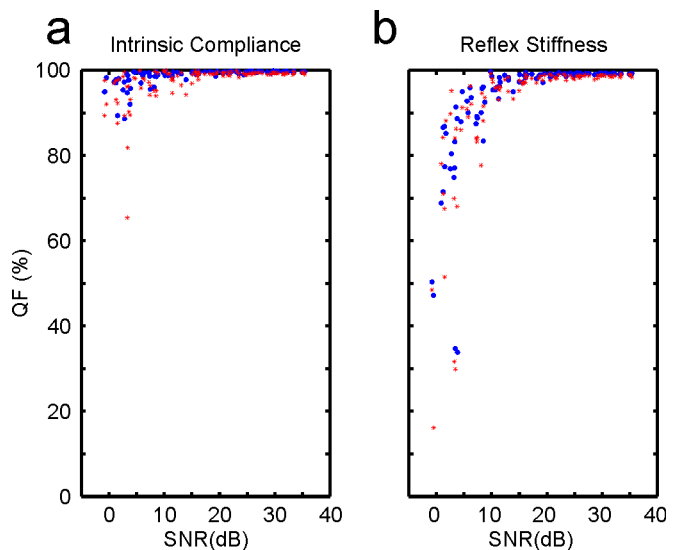 a
Intrinsic Compliance
b
Reflex Stiffness
QF (%)
100
80
60
40
20
0
0
10
20
30
40
SNR(dB)
0
10
20
30
40
SNR(dB)